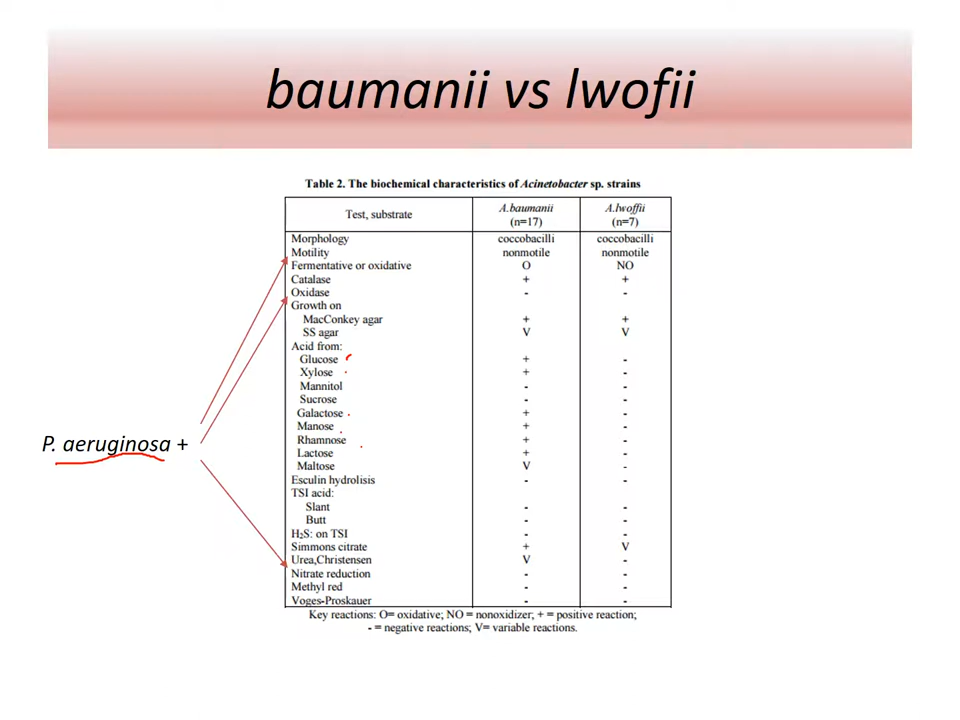 baumanii vs lwofii
Table 2. The biochemical characteristics of Acinetobacter sp. strains
Test, substrate A.baumanii (n=17) A.lwoffii (n=7)
Morphology coccobacilli coccobacilli
Motility nonmotile nonmotile
Fermentative or oxidative O NO
Catalase + +
Oxidase - -
Growth on
MacConkey agar + +
SS agar V V
Acid from:
Glucose + -
Xylose + -
Mannitol - -
Sucrose - -
Galactose + -
Manose + -
Rhamnose + -
Lactose + -
Maltose V -
Esculin hydrolisis - -
TSI acid:
Slant - -
Butt - -
H₂S: on TSI - -
Simmons citrate + V
Urea,Christensen V -
Nitrate reduction - -
Methyl red - -
Voges-Proskauer - -
Key reactions: O= oxidative; NO = nonoxidizer; + = positive reaction;
- = negative reactions; V= variable reactions.
P. aeruginosa +